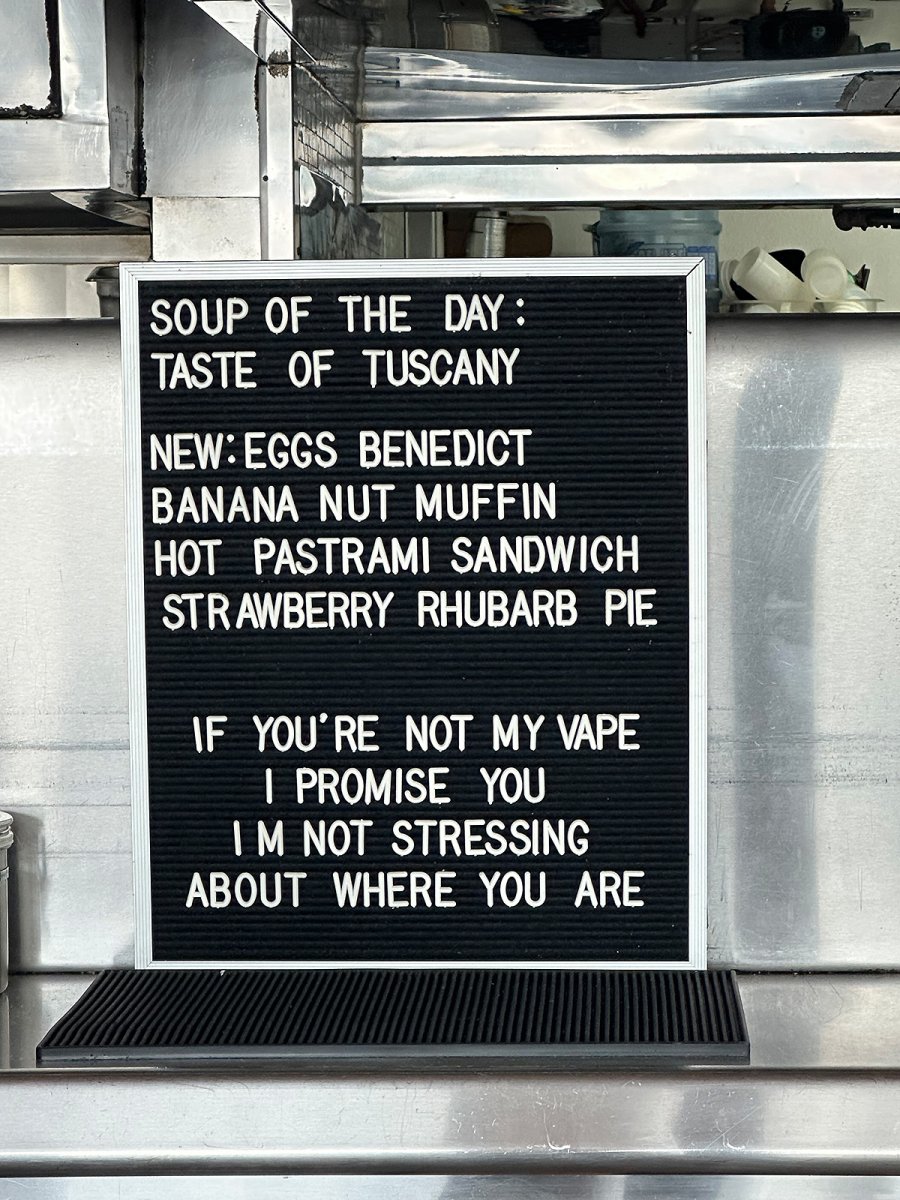 SOUP OF THE DAY:
TASTE OF TUSCANY
NEW: EGGS BENEDICT
BANANA NUT MUFFIN
HOT PASTRAMI SANDWICH
STRAWBERRY RHUBARB PIE
IF YOU'RE NOT MY VAPE
I PROMISE YOU
I M NOT STRESSING
ABOUT WHERE YOU ARE